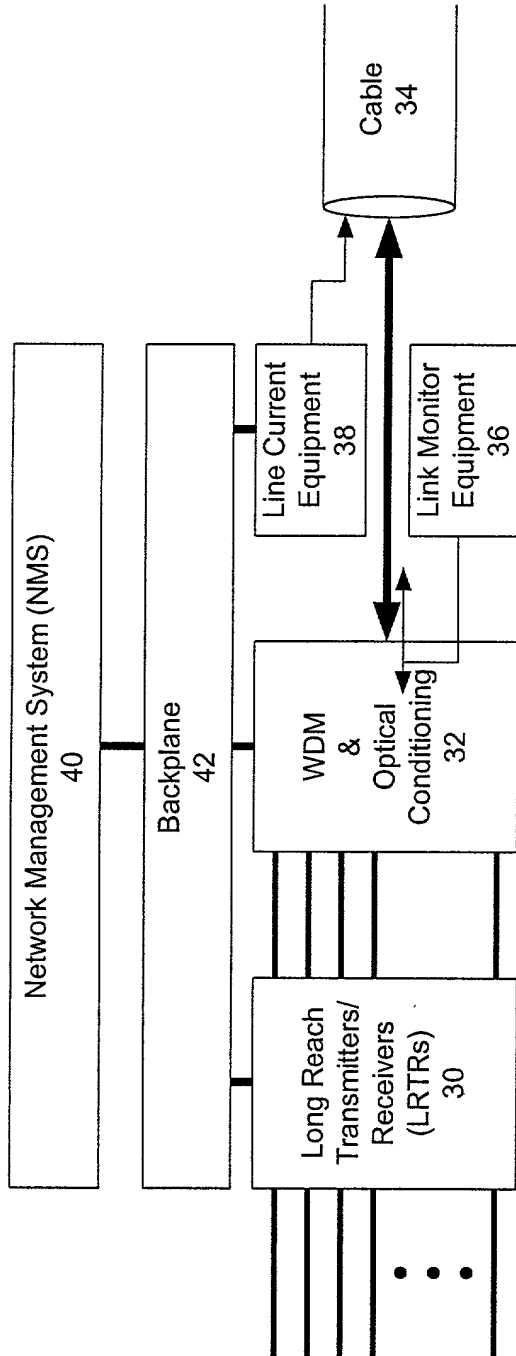 Network Management System (NMS)
40
Backplane
42
Long Reach
Transmitters/
Receivers
(LRTRs)
30
WDM
&
Optical
Conditioning
32
Line Current
Equipment
38
Link Monitor
Equipment
36
Cable
34